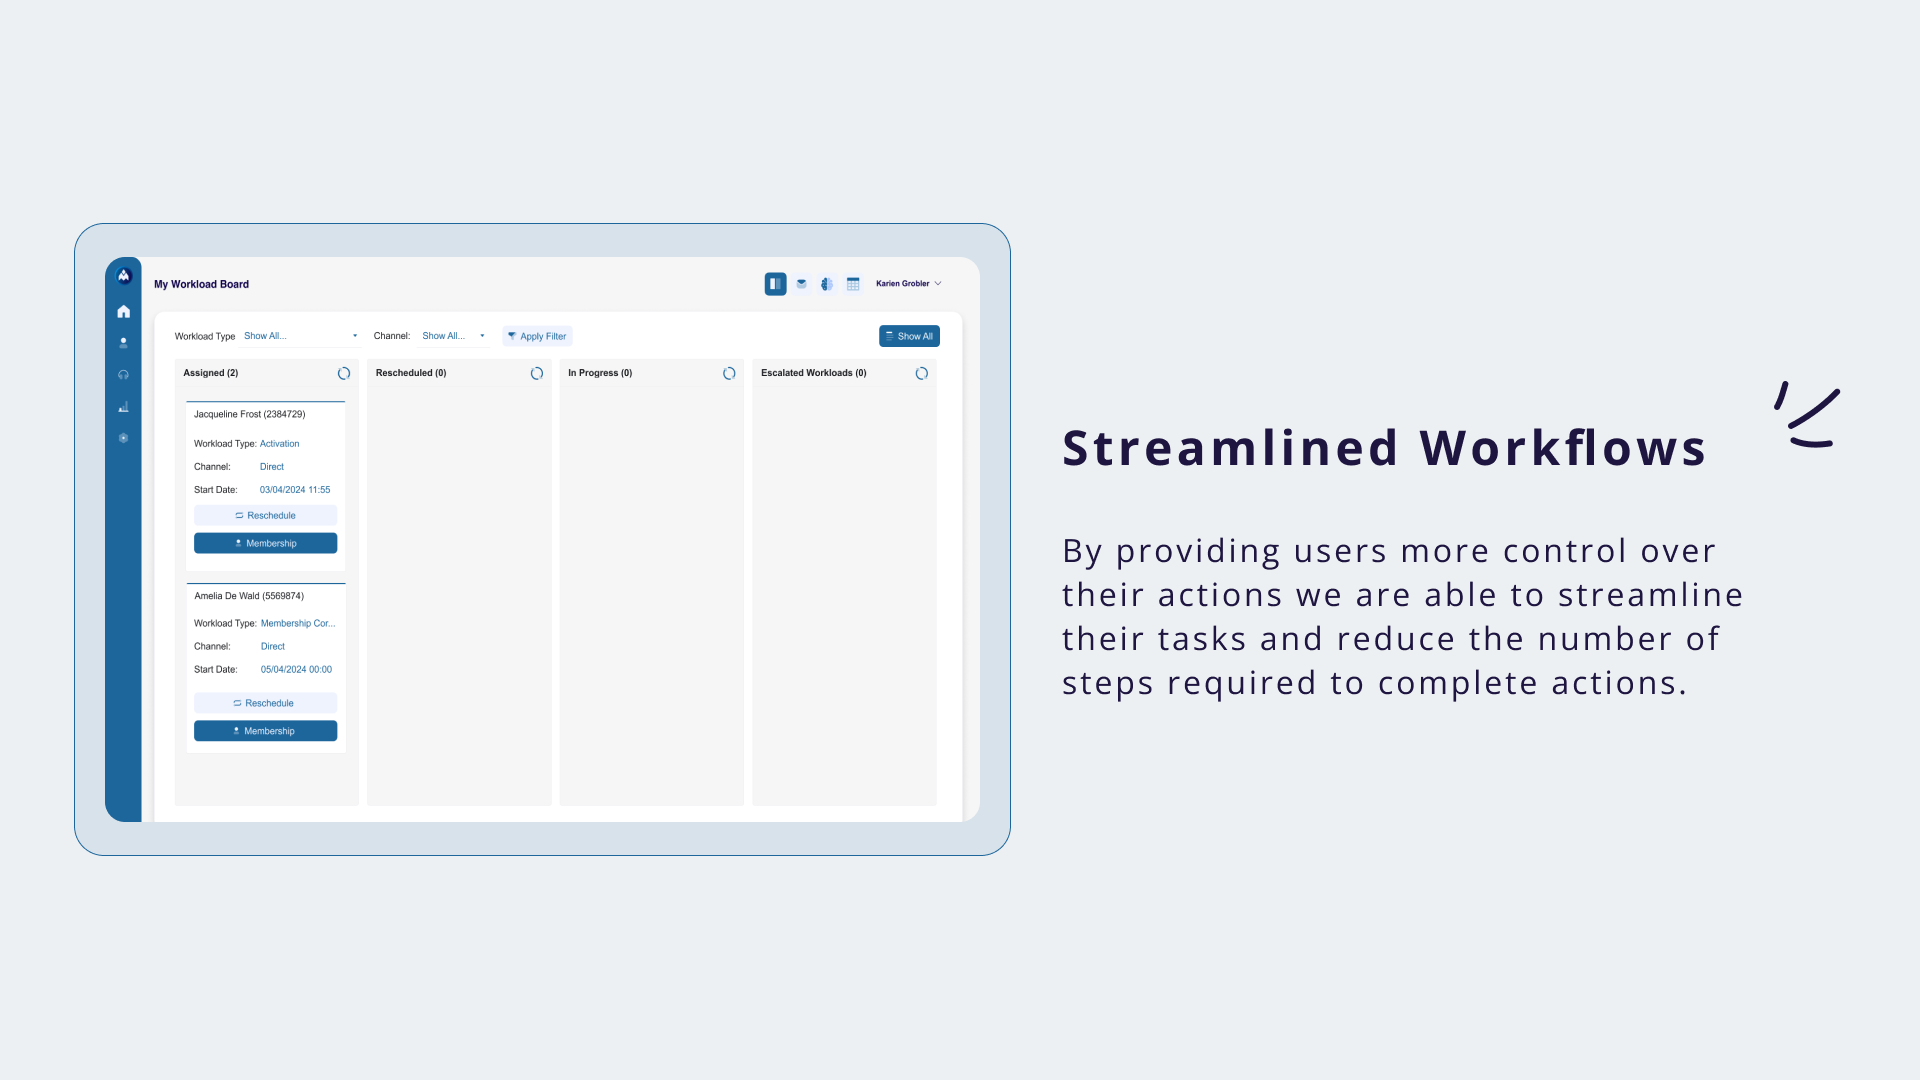 My Workload Board
Karien Grobler
Workload Type Show All... Channel: Show All... Apply Filter Show All
Assigned (2) Rescheduled (0) In Progress (0) Escalated Workloads (0)
Jacqueline Frost (2384729)
Workload Type: Activation
Channel: Direct
Start Date: 03/04/2024 11:55
Reschedule
Membership
Amelia De Wald (5569874)
Workload Type: Membership Cor...
Channel: Direct
Start Date: 05/04/2024 00:00
Reschedule
Membership
Streamlined Workflows
By providing users more control over
their actions we are able to streamline
their tasks and reduce the number of
steps required to complete actions.